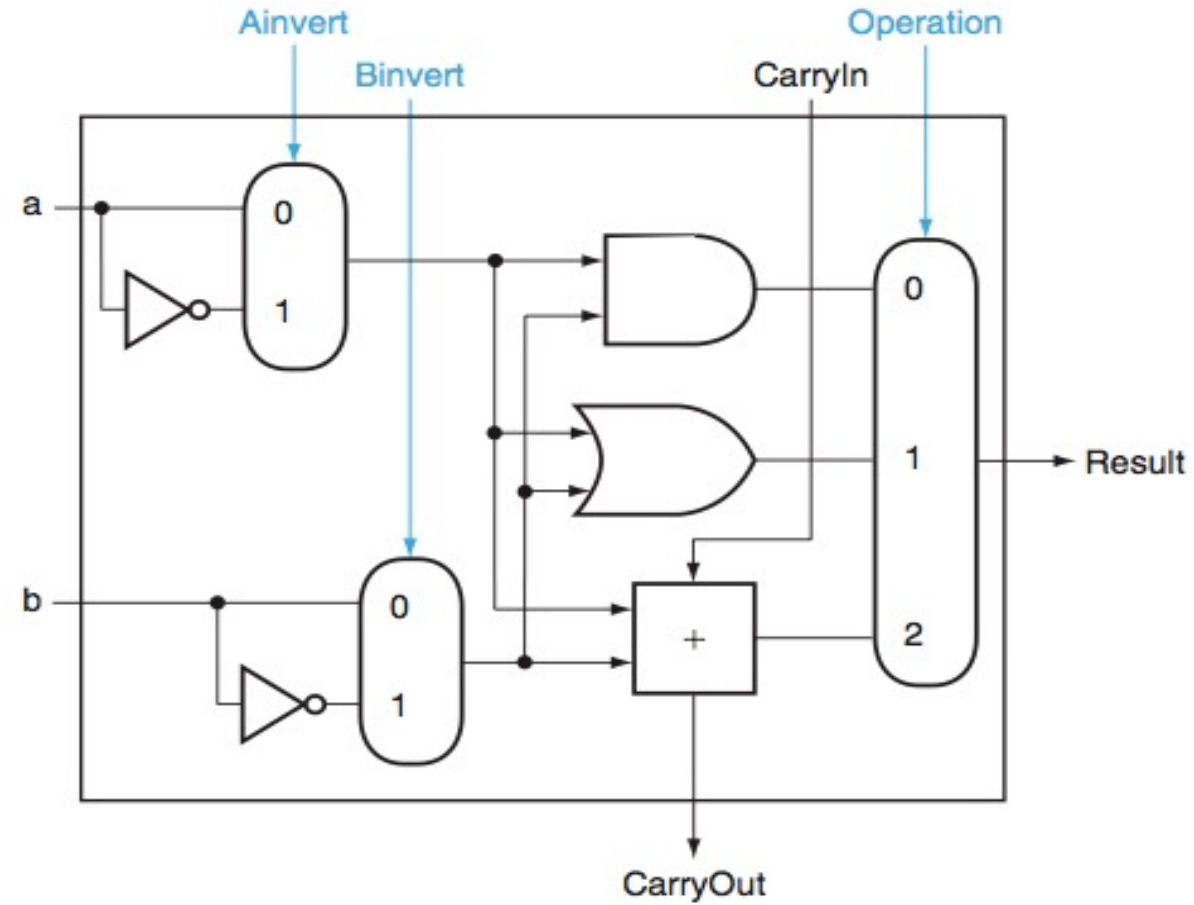 Ainvert
Operation
Binvert
CarryIn
a
0
1
0
1
Result
2
b
0
+
1
CarryOut